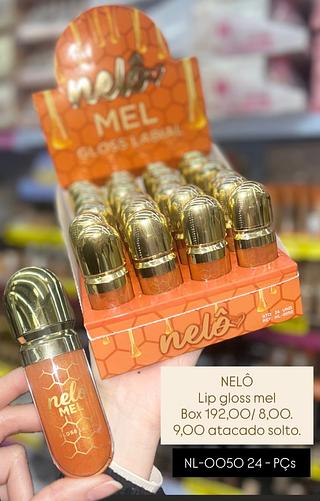 nelô
MEL
GLOSS LABIAL
nelô
nelô
MEL
NELÔ
Lip gloss mel
Box 192,00/ 8,00.
9,00 atacado solto.
NL-0050 24 - PÇs